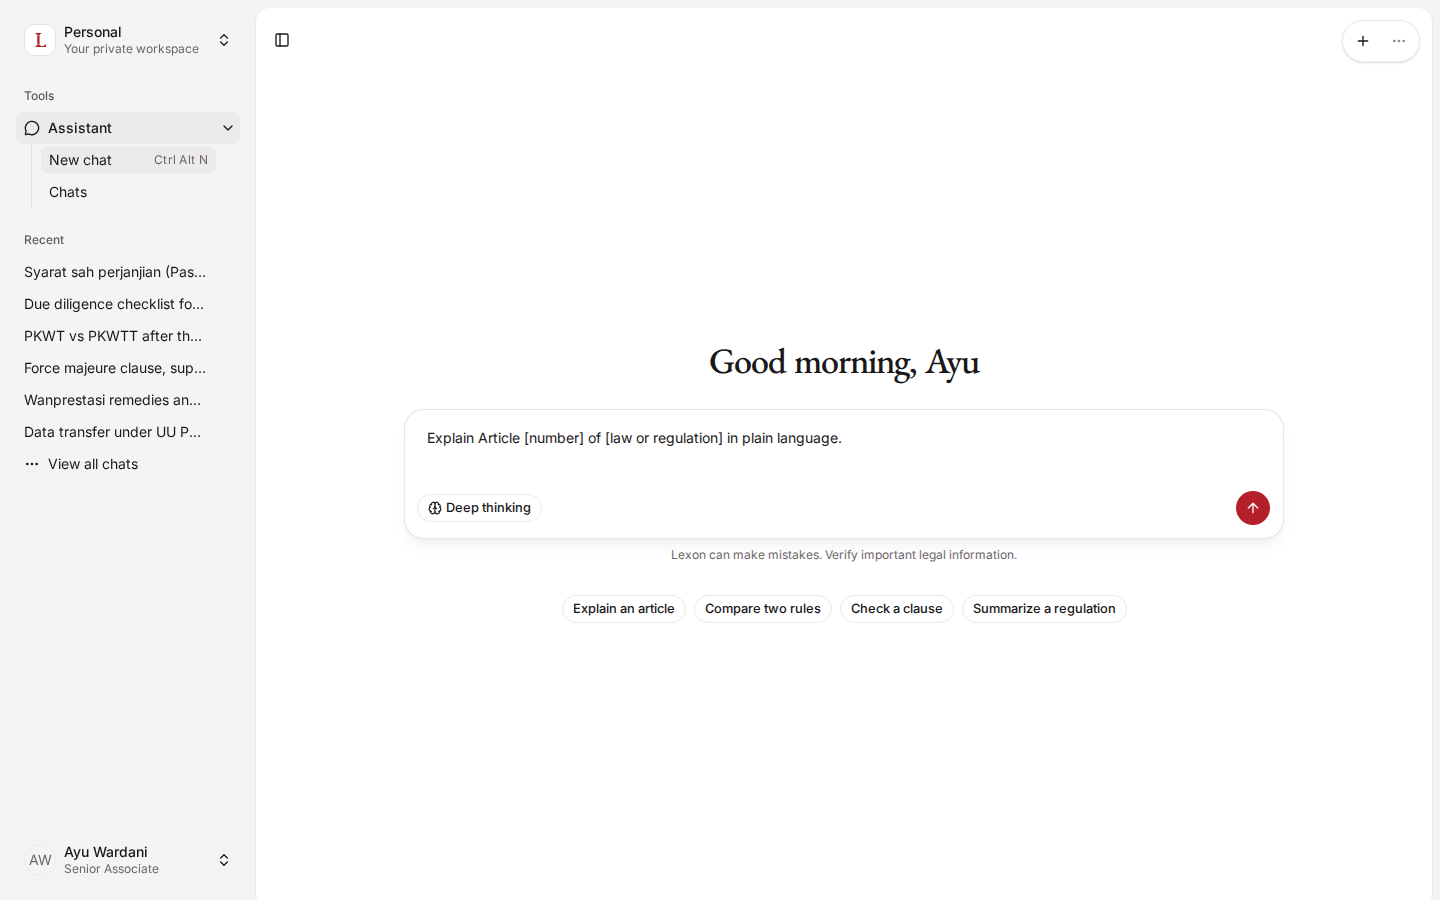 L
Personal
Your private workspace
Tools
Assistant
New chat Ctrl Alt N
Chats
Recent
Syarat sah perjanjian (Pas...
Due diligence checklist fo...
PKWT vs PKWTT after th...
Force majeure clause, sup...
Wanprestasi remedies an...
Data transfer under UU P...
View all chats
AW
Ayu Wardani
Senior Associate
Good morning, Ayu
Explain Article [number] of [law or regulation] in plain language.
Deep thinking
Lexon can make mistakes. Verify important legal information.
Explain an article Compare two rules Check a clause Summarize a regulation